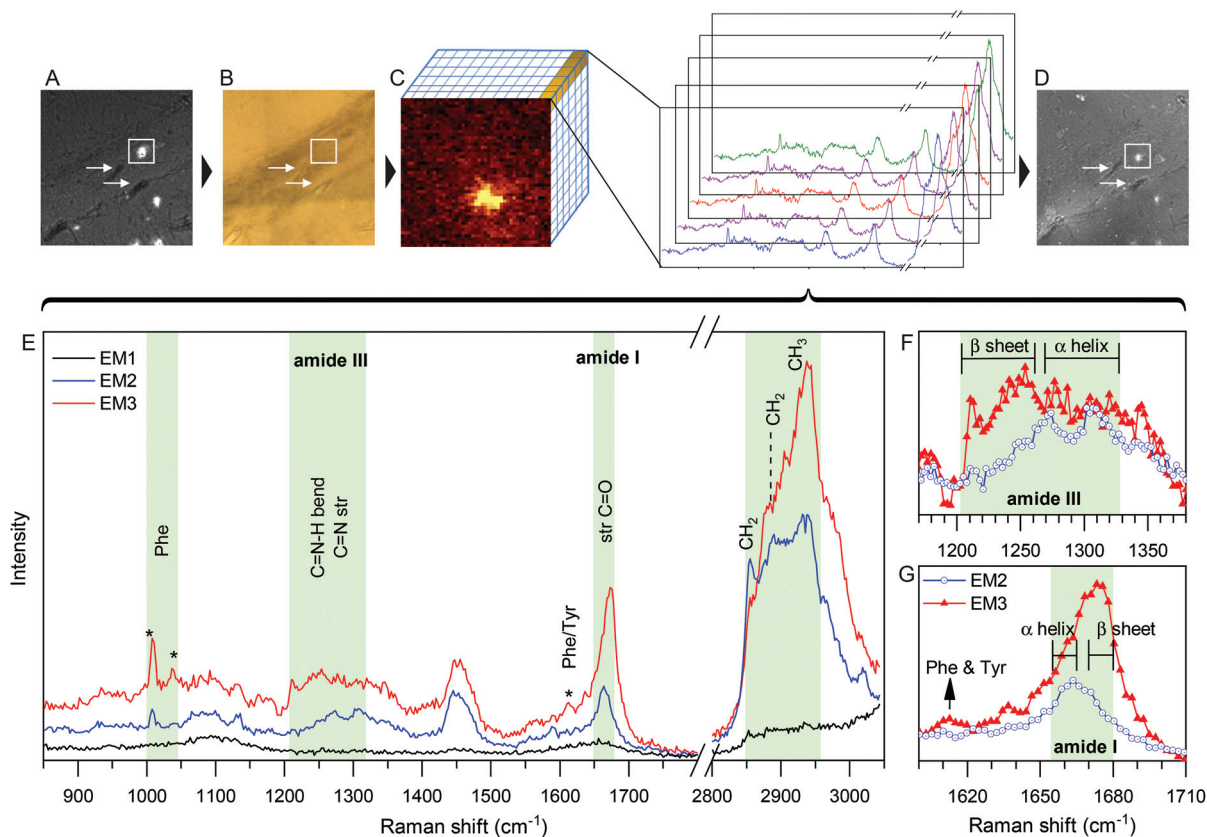 A
B
C
D
E
EM1
EM2
EM3
Phe
*
*
amide III
C=N-H bend
C=N str
Phe/Tyr
*
amide I
str C=O
CH2
CH2
CH3
Intensity
900 1000 1100 1200 1300 1400 1500 1600 1700 2800 2900 3000
Raman shift (cm-1)
F
β sheet α helix
amide III
1200 1250 1300 1350
G
EM2
EM3
α helix β sheet
Phe & Tyr
amide I
1620 1650 1680 1710
Raman shift (cm-1)